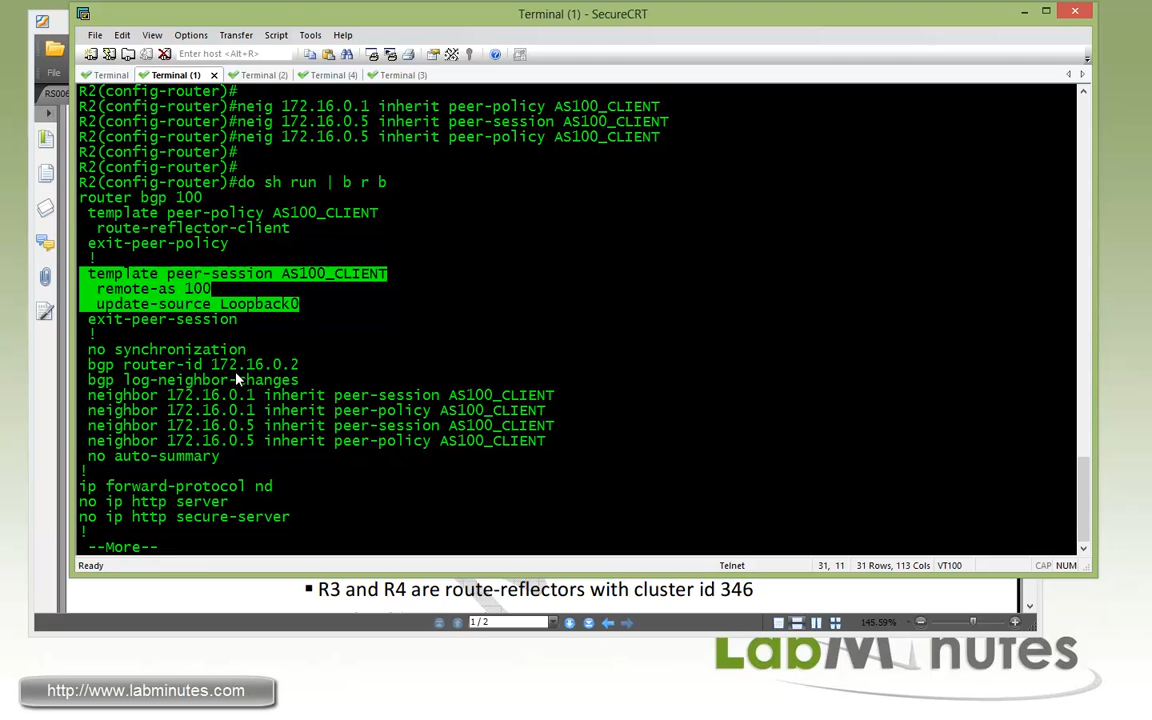 Terminal (1) - SecureCRT
File Edit View Options Transfer Script Tools Help
Enter host <Alt+R>
File
Terminal Terminal (1) Terminal (2) Terminal (4) Terminal (3)
RS006
R2(config-router)#
R2(config-router)#neig 172.16.0.1 inherit peer-policy AS100_CLIENT
R2(config-router)#neig 172.16.0.5 inherit peer-session AS100_CLIENT
R2(config-router)#neig 172.16.0.5 inherit peer-policy AS100_CLIENT
R2(config-router)#
R2(config-router)#
R2(config-router)#do sh run | b r b
router bgp 100
template peer-policy AS100_CLIENT
route-reflector-client
exit-peer-policy
!
template peer-session AS100_CLIENT
remote-as 100
update-source Loopback0
exit-peer-session
!
no synchronization
bgp router-id 172.16.0.2
bgp log-neighbor-changes
neighbor 172.16.0.1 inherit peer-session AS100_CLIENT
neighbor 172.16.0.1 inherit peer-policy AS100_CLIENT
neighbor 172.16.0.5 inherit peer-session AS100_CLIENT
neighbor 172.16.0.5 inherit peer-policy AS100_CLIENT
no auto-summary
!
ip forward-protocol nd
no ip http server
no ip http secure-server
!
--More--
Ready Telnet 31, 11 31 Rows, 113 Cols VT100 CAP NUM
▪ R3 and R4 are route-reflectors with cluster id 346
1 / 2 145.59%
LabMinutes
http://www.labminutes.com